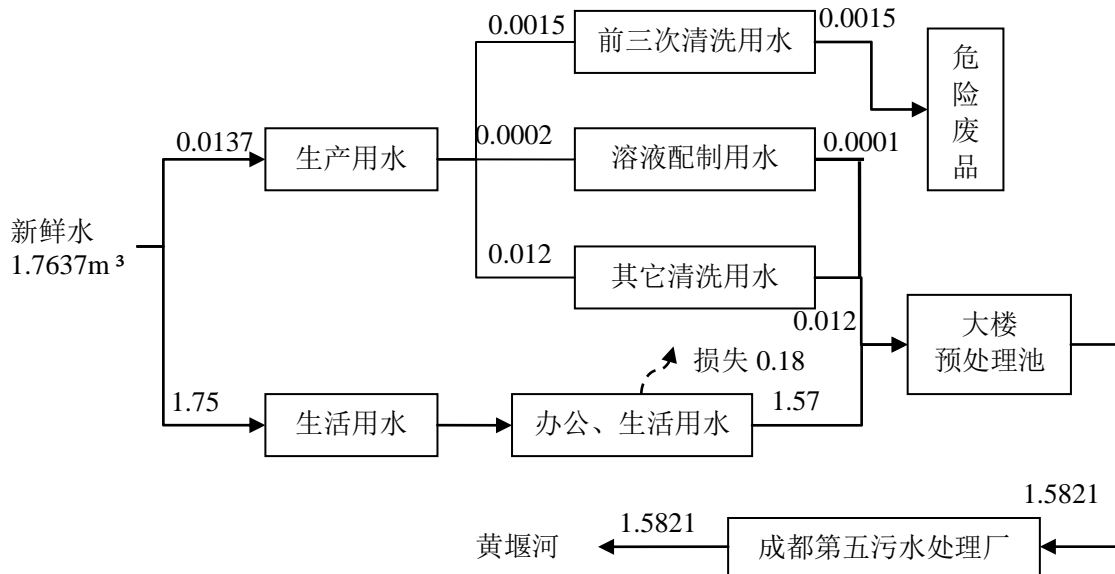 0.0015
前三次清洗用水
0.0015
危
险
废
品
0.0137
生产用水
0.0002
溶液配制用水
0.0001
新鲜水
1.7637m³
0.012
其它清洗用水
0.012
大楼
预处理池
损失 0.18
1.75
生活用水
办公、生活用水
1.57
1.5821
黄堰河
1.5821
成都第五污水处理厂